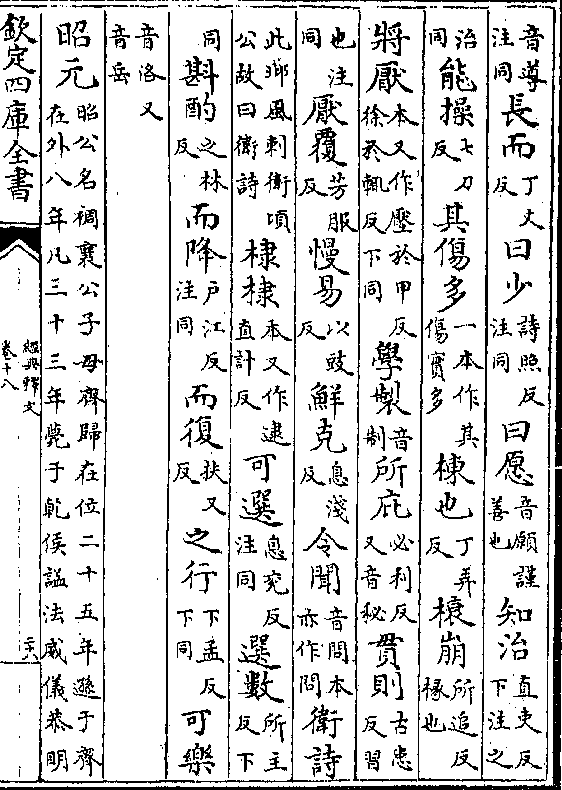 音導注同長而丁丈反曰少詩照反注同曰愿音願謹善也知治直吏反下注之
治同能操七刀反其傷多一本作其傷實多棟也丁弄反榱崩所追反椽也
將厭本又作壓於甲反徐於輒反下同學製音制所庇必利反又音秘貫則古患反習
也注同厭覆芳服反慢易以豉反鮮克息淺反令聞音問本亦作問衛詩
此邶風刺衛頃公故曰衛詩棣棣本又作逮直計反可選息兖反注同選數所主反下
同斟酌之林反而降户江反注同而復扶又反之行下孟反下同可樂
音洛又音岳
昭元昭公名裯襄公子母齊歸在位二十五年遜于齊在外八年凡三十三年薨于乾侯謚法威儀恭明
欽定四庫全書
經典釋文
卷十八